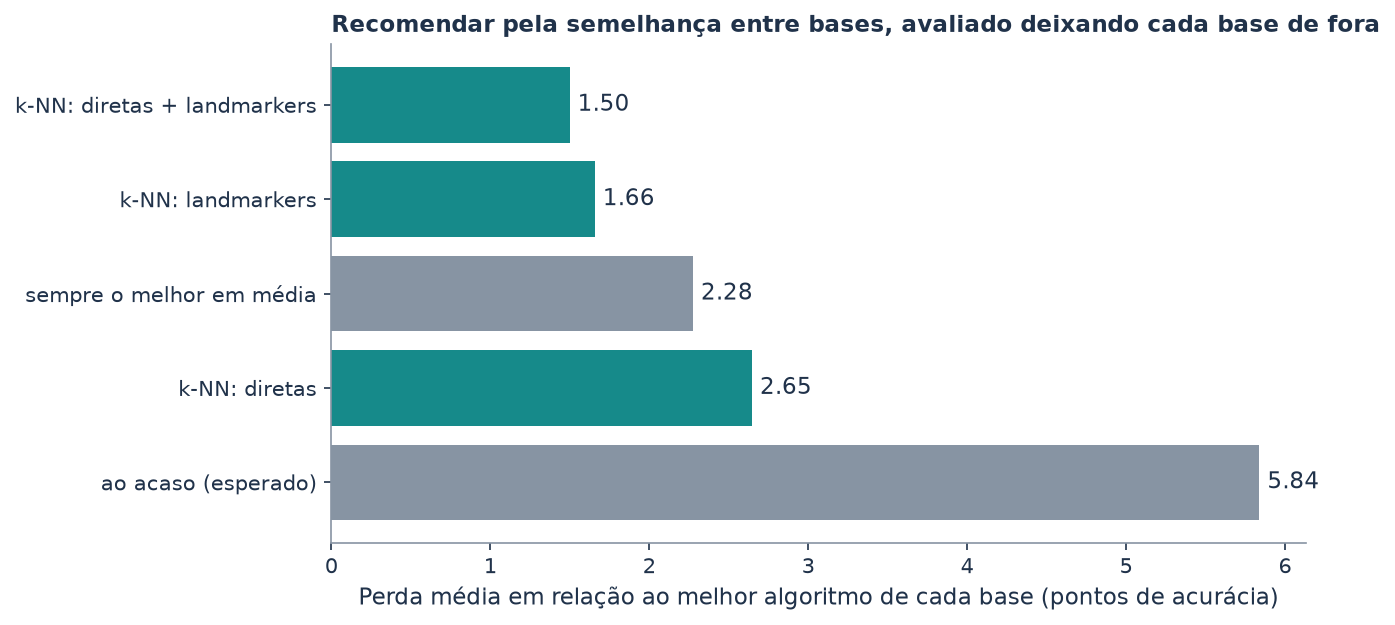 Recomendar pela semelhança entre bases, avaliado deixando cada base de fora
k-NN: diretas + landmarkers 1.50
k-NN: landmarkers 1.66
sempre o melhor em média 2.28
k-NN: diretas 2.65
ao acaso (esperado) 5.84
0 1 2 3 4 5 6
Perda média em relação ao melhor algoritmo de cada base (pontos de acurácia)